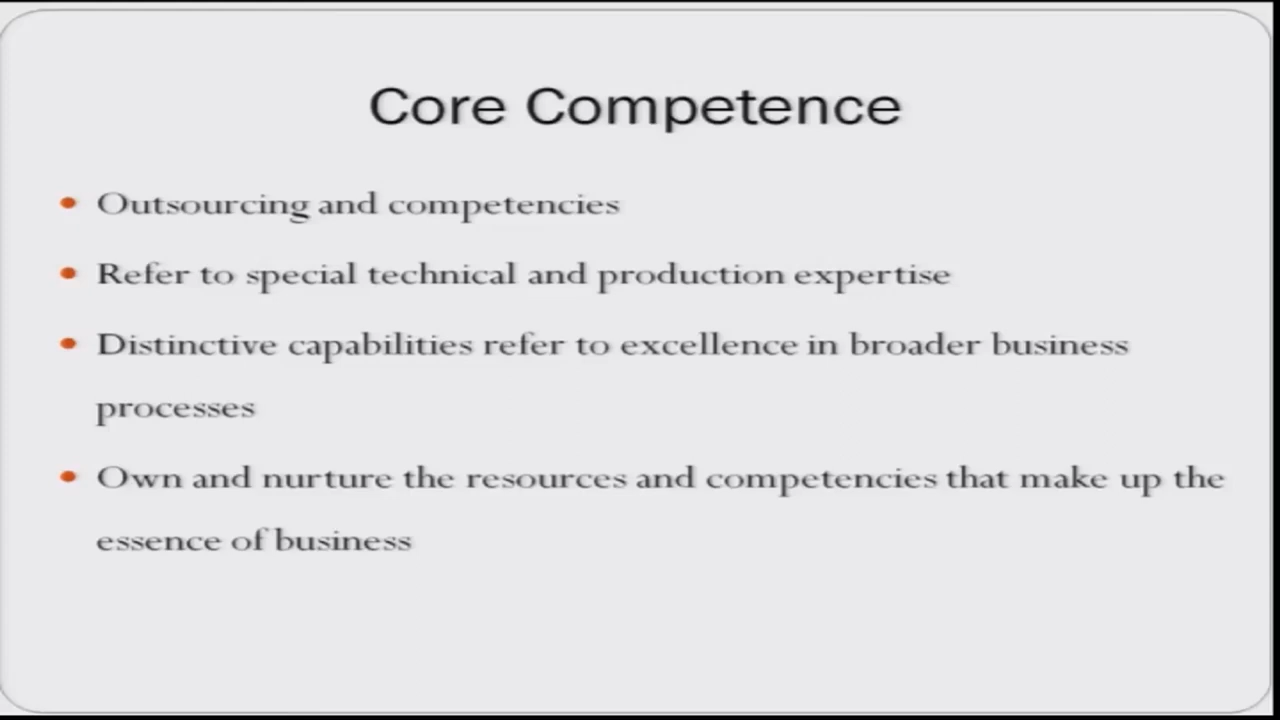 Core Competence
• Outsourcing and competencies
• Refer to special technical and production expertise
• Distinctive capabilities refer to excellence in broader business
processes
• Own and nurture the resources and competencies that make up the
essence of business